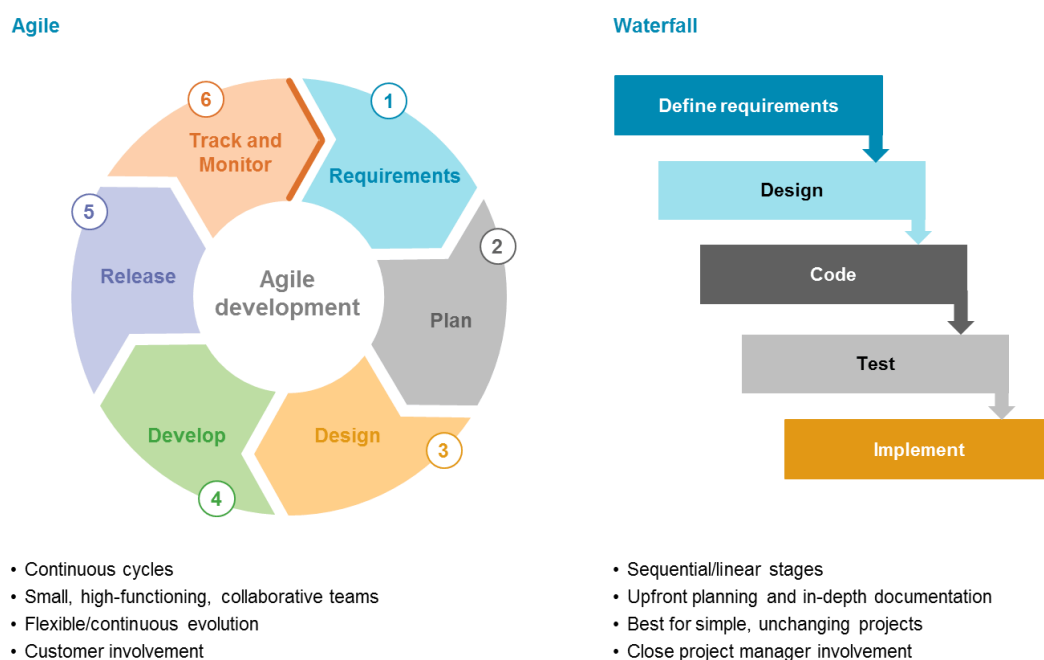 Agile
6
1
Track and
Monitor
Requirements
5
2
Release
Agile
development
Plan
Develop
Design
3
4
• Continuous cycles
• Small, high-functioning, collaborative teams
• Flexible/continuous evolution
• Customer involvement
Waterfall
Define requirements
Design
Code
Test
Implement
• Sequential/linear stages
• Upfront planning and in-depth documentation
• Best for simple, unchanging projects
• Close project manager involvement